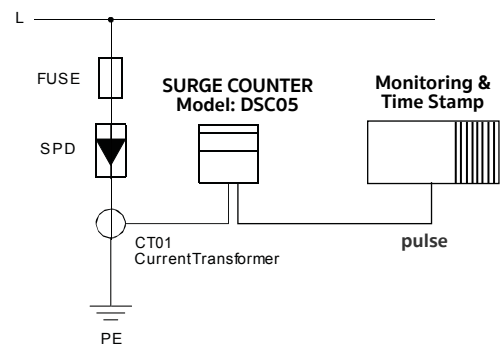 L
FUSE
SURGE COUNTER
Model: DSC05
Monitoring &
Time Stamp
SPD
CT01
CurrentTransformer
pulse
PE